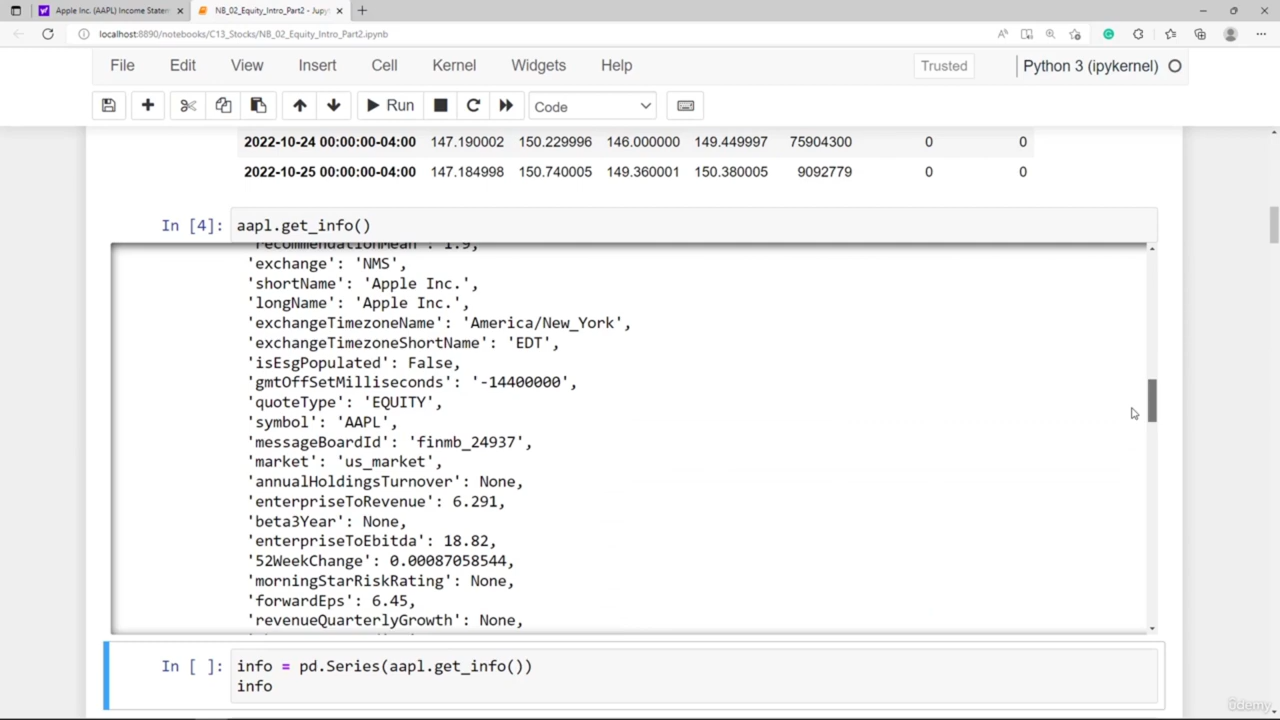 Apple Inc. (AAPL) Income Statem
NB_02_Equity_Intro_Part2 - Jupy
localhost:8890/notebooks/C13_Stocks/NB_02_Equity_Intro_Part2.ipynb
File Edit View Insert Cell Kernel Widgets Help Trusted Python 3 (ipykernel)
Run Code
2022-10-24 00:00:00-04:00 147.190002 150.229996 146.000000 149.449997 75904300 0 0
2022-10-25 00:00:00-04:00 147.184998 150.740005 149.360001 150.380005 9092779 0 0
In [4]: aapl.get_info()
'recommendationMean': 1.9,
'exchange': 'NMS',
'shortName': 'Apple Inc.',
'longName': 'Apple Inc.',
'exchangeTimezoneName': 'America/New_York',
'exchangeTimezoneShortName': 'EDT',
'isEsgPopulated': False,
'gmtOffSetMilliseconds': '-14400000',
'quoteType': 'EQUITY',
'symbol': 'AAPL',
'messageBoardId': 'finmb_24937',
'market': 'us_market',
'annualHoldingsTurnover': None,
'enterpriseToRevenue': 6.291,
'beta3Year': None,
'enterpriseToEbitda': 18.82,
'52WeekChange': 0.00087058544,
'morningStarRiskRating': None,
'forwardEps': 6.45,
'revenueQuarterlyGrowth': None,
In [ ]: info = pd.Series(aapl.get_info())
info
ûdemy